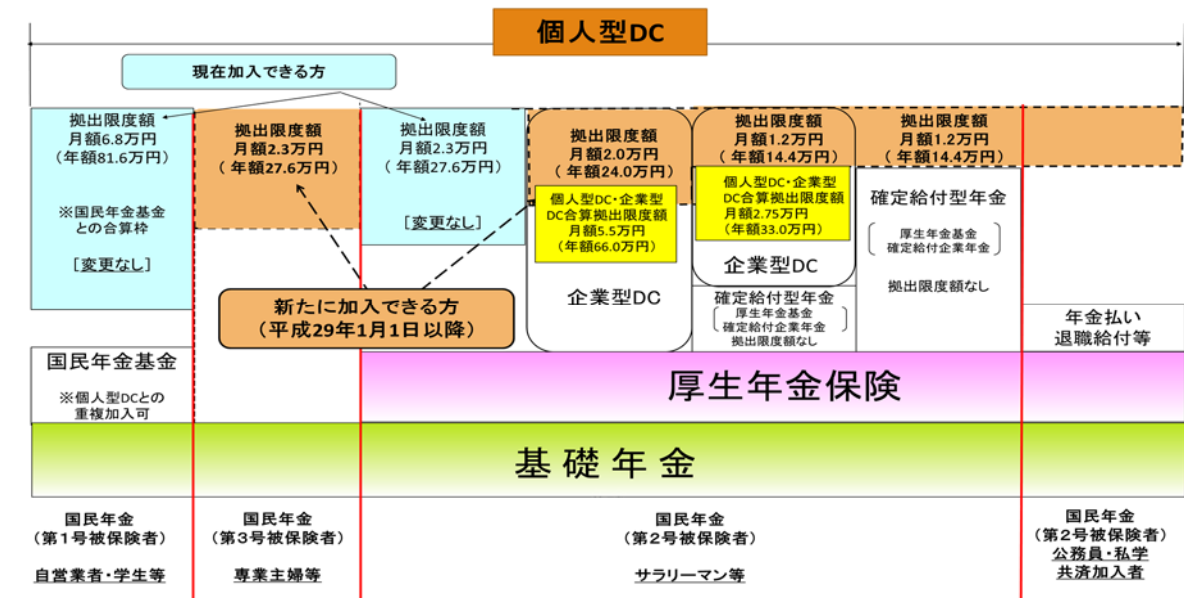 個人型DC
現在加入できる方
拠出限度額
月額6.8万円
（年額81.6万円）
※国民年金基金
との合算枠
[変更なし]
拠出限度額
月額2.3万円
（年額27.6万円）
拠出限度額
月額2.3万円
（年額27.6万円）
[変更なし]
拠出限度額
月額2.0万円
（年額24.0万円）
個人型DC・企業型
DC合算拠出限度額
月額5.5万円
（年額66.0万円）
企業型DC
拠出限度額
月額1.2万円
（年額14.4万円）
個人型DC・企業型
DC合算拠出限度額
月額2.75万円
（年額33.0万円）
企業型DC
確定給付型年金
厚生年金基金
確定給付企業年金
拠出限度額なし
拠出限度額
月額1.2万円
（年額14.4万円）
確定給付型年金
厚生年金基金
確定給付企業年金
拠出限度額なし
新たに加入できる方
（平成29年1月1日以降）
年金払い
退職給付等
国民年金基金
※個人型DCとの
重複加入可
厚生年金保険
基礎年金
国民年金
（第1号被保険者）
自営業者・学生等
国民年金
（第3号被保険者）
専業主婦等
国民年金
（第2号被保険者）
サラリーマン等
国民年金
（第2号被保険者）
公務員・私学
共済加入者